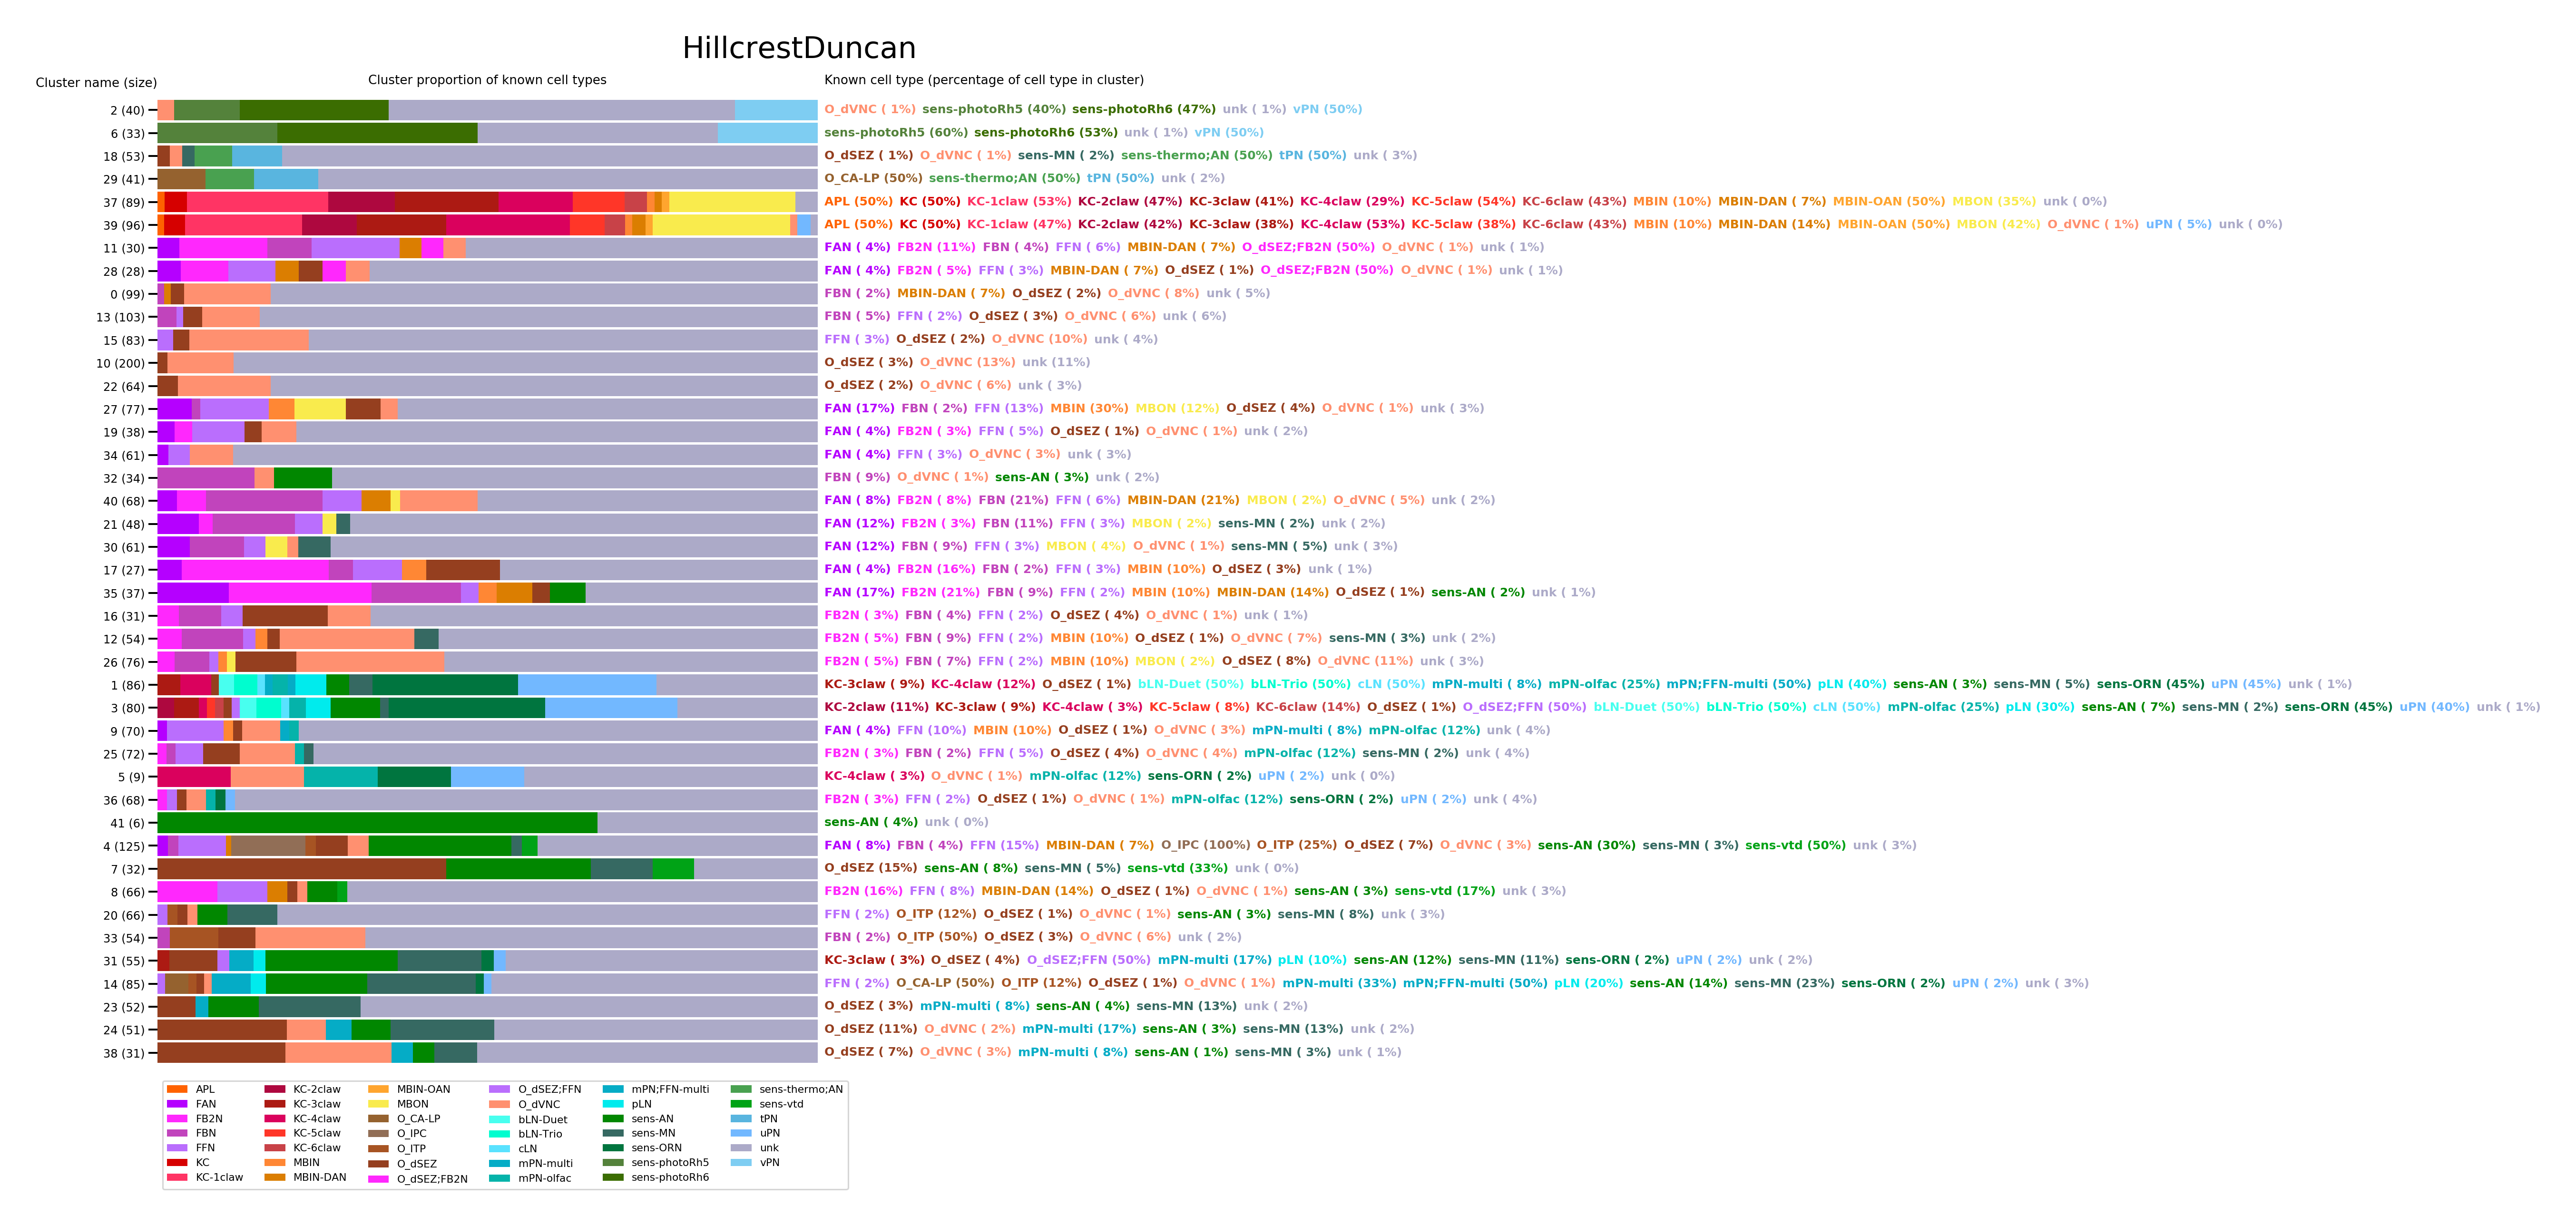 HillcrestDuncan
Cluster name (size) Cluster proportion of known cell types Known cell type (percentage of cell type in cluster)
2 (40) O_dVNC ( 1%) sens-photoRh5 (40%) sens-photoRh6 (47%) unk ( 1%) vPN (50%)
6 (33) sens-photoRh5 (60%) sens-photoRh6 (53%) unk ( 1%) vPN (50%)
18 (53) O_dSEZ ( 1%) O_dVNC ( 1%) sens-MN ( 2%) sens-thermo;AN (50%) tPN (50%) unk ( 3%)
29 (41) O_CA-LP (50%) sens-thermo;AN (50%) tPN (50%) unk ( 2%)
37 (89) APL (50%) KC (50%) KC-1claw (53%) KC-2claw (47%) KC-3claw (41%) KC-4claw (29%) KC-5claw (54%) KC-6claw (43%) MBIN (10%) MBIN-DAN ( 7%) MBIN-OAN (50%) MBON (35%) unk ( 0%)
39 (96) APL (50%) KC (50%) KC-1claw (47%) KC-2claw (42%) KC-3claw (38%) KC-4claw (53%) KC-5claw (38%) KC-6claw (43%) MBIN (10%) MBIN-DAN (14%) MBIN-OAN (50%) MBON (42%) O_dVNC ( 1%) uPN ( 5%) unk ( 0%)
11 (30) FAN ( 4%) FB2N (11%) FBN ( 4%) FFN ( 6%) MBIN-DAN ( 7%) O_dSEZ;FB2N (50%) O_dVNC ( 1%) unk ( 1%)
28 (28) FAN ( 4%) FB2N ( 5%) FFN ( 3%) MBIN-DAN ( 7%) O_dSEZ ( 1%) O_dSEZ;FB2N (50%) O_dVNC ( 1%) unk ( 1%)
0 (99) FBN ( 2%) MBIN-DAN ( 7%) O_dSEZ ( 2%) O_dVNC ( 8%) unk ( 5%)
13 (103) FBN ( 5%) FFN ( 2%) O_dSEZ ( 3%) O_dVNC ( 6%) unk ( 6%)
15 (83) FFN ( 3%) O_dSEZ ( 2%) O_dVNC (10%) unk ( 4%)
10 (200) O_dSEZ ( 3%) O_dVNC (13%) unk (11%)
22 (64) O_dSEZ ( 2%) O_dVNC ( 6%) unk ( 3%)
27 (77) FAN (17%) FBN ( 2%) FFN (13%) MBIN (30%) MBON (12%) O_dSEZ ( 4%) O_dVNC ( 1%) unk ( 3%)
19 (38) FAN ( 4%) FB2N ( 3%) FFN ( 5%) O_dSEZ ( 1%) O_dVNC ( 1%) unk ( 2%)
34 (61) FAN ( 4%) FFN ( 3%) O_dVNC ( 3%) unk ( 3%)
32 (34) FBN ( 9%) O_dVNC ( 1%) sens-AN ( 3%) unk ( 2%)
40 (68) FAN ( 8%) FB2N ( 8%) FBN (21%) FFN ( 6%) MBIN-DAN (21%) MBON ( 2%) O_dVNC ( 5%) unk ( 2%)
21 (48) FAN (12%) FB2N ( 3%) FBN (11%) FFN ( 3%) MBON ( 2%) sens-MN ( 2%) unk ( 2%)
30 (61) FAN (12%) FBN ( 9%) FFN ( 3%) MBON ( 4%) O_dVNC ( 1%) sens-MN ( 5%) unk ( 3%)
17 (27) FAN ( 4%) FB2N (16%) FBN ( 2%) FFN ( 3%) MBIN (10%) O_dSEZ ( 3%) unk ( 1%)
35 (37) FAN (17%) FB2N (21%) FBN ( 9%) FFN ( 2%) MBIN (10%) MBIN-DAN (14%) O_dSEZ ( 1%) sens-AN ( 2%) unk ( 1%)
16 (31) FB2N ( 3%) FBN ( 4%) FFN ( 2%) O_dSEZ ( 4%) O_dVNC ( 1%) unk ( 1%)
12 (54) FB2N ( 5%) FBN ( 9%) FFN ( 2%) MBIN (10%) O_dSEZ ( 1%) O_dVNC ( 7%) sens-MN ( 3%) unk ( 2%)
26 (76) FB2N ( 5%) FBN ( 7%) FFN ( 2%) MBIN (10%) MBON ( 2%) O_dSEZ ( 8%) O_dVNC (11%) unk ( 3%)
1 (86) KC-3claw ( 9%) KC-4claw (12%) O_dSEZ ( 1%) bLN-Duet (50%) bLN-Trio (50%) cLN (50%) mPN-multi ( 8%) mPN-olfac (25%) mPN;FFN-multi (50%) pLN (40%) sens-AN ( 3%) sens-MN ( 5%) sens-ORN (45%) uPN (45%) unk ( 1%)
3 (80) KC-2claw (11%) KC-3claw ( 9%) KC-4claw ( 3%) KC-5claw ( 8%) KC-6claw (14%) O_dSEZ ( 1%) O_dSEZ;FFN (50%) bLN-Duet (50%) bLN-Trio (50%) cLN (50%) mPN-olfac (25%) pLN (30%) sens-AN ( 7%) sens-MN ( 2%) sens-ORN (45%) uPN (40%) unk ( 1%)
9 (70) FAN ( 4%) FFN (10%) MBIN (10%) O_dSEZ ( 1%) O_dVNC ( 3%) mPN-multi ( 8%) mPN-olfac (12%) unk ( 4%)
25 (72) FB2N ( 3%) FBN ( 2%) FFN ( 5%) O_dSEZ ( 4%) O_dVNC ( 4%) mPN-olfac (12%) sens-MN ( 2%) unk ( 4%)
5 (9) KC-4claw ( 3%) O_dVNC ( 1%) mPN-olfac (12%) sens-ORN ( 2%) uPN ( 2%) unk ( 0%)
36 (68) FB2N ( 3%) FFN ( 2%) O_dSEZ ( 1%) O_dVNC ( 1%) mPN-olfac (12%) sens-ORN ( 2%) uPN ( 2%) unk ( 4%)
41 (6) sens-AN ( 4%) unk ( 0%)
4 (125) FAN ( 8%) FBN ( 4%) FFN (15%) MBIN-DAN ( 7%) O_IPC (100%) O_ITP (25%) O_dSEZ ( 7%) O_dVNC ( 3%) sens-AN (30%) sens-MN ( 3%) sens-vtd (50%) unk ( 3%)
7 (32) O_dSEZ (15%) sens-AN ( 8%) sens-MN ( 5%) sens-vtd (33%) unk ( 0%)
8 (66) FB2N (16%) FFN ( 8%) MBIN-DAN (14%) O_dSEZ ( 1%) O_dVNC ( 1%) sens-AN ( 3%) sens-vtd (17%) unk ( 3%)
20 (66) FFN ( 2%) O_ITP (12%) O_dSEZ ( 1%) O_dVNC ( 1%) sens-AN ( 3%) sens-MN ( 8%) unk ( 3%)
33 (54) FBN ( 2%) O_ITP (50%) O_dSEZ ( 3%) O_dVNC ( 6%) unk ( 2%)
31 (55) KC-3claw ( 3%) O_dSEZ ( 4%) O_dSEZ;FFN (50%) mPN-multi (17%) pLN (10%) sens-AN (12%) sens-MN (11%) sens-ORN ( 2%) uPN ( 2%) unk ( 2%)
14 (85) FFN ( 2%) O_CA-LP (50%) O_ITP (12%) O_dSEZ ( 1%) O_dVNC ( 1%) mPN-multi (33%) mPN;FFN-multi (50%) pLN (20%) sens-AN (14%) sens-MN (23%) sens-ORN ( 2%) uPN ( 2%) unk ( 3%)
23 (52) O_dSEZ ( 3%) mPN-multi ( 8%) sens-AN ( 4%) sens-MN (13%) unk ( 2%)
24 (51) O_dSEZ (11%) O_dVNC ( 2%) mPN-multi (17%) sens-AN ( 3%) sens-MN (13%) unk ( 2%)
38 (31) O_dSEZ ( 7%) O_dVNC ( 3%) mPN-multi ( 8%) sens-AN ( 1%) sens-MN ( 3%) unk ( 1%)
APL KC-2claw MBIN-OAN O_dSEZ;FFN mPN;FFN-multi sens-thermo;AN
FAN KC-3claw MBON O_dVNC pLN sens-vtd
FB2N KC-4claw O_CA-LP bLN-Duet sens-AN tPN
FBN KC-5claw O_IPC bLN-Trio sens-MN uPN
FFN KC-6claw O_ITP cLN sens-ORN unk
KC MBIN O_dSEZ mPN-multi sens-photoRh5 vPN
KC-1claw MBIN-DAN O_dSEZ;FB2N mPN-olfac sens-photoRh6